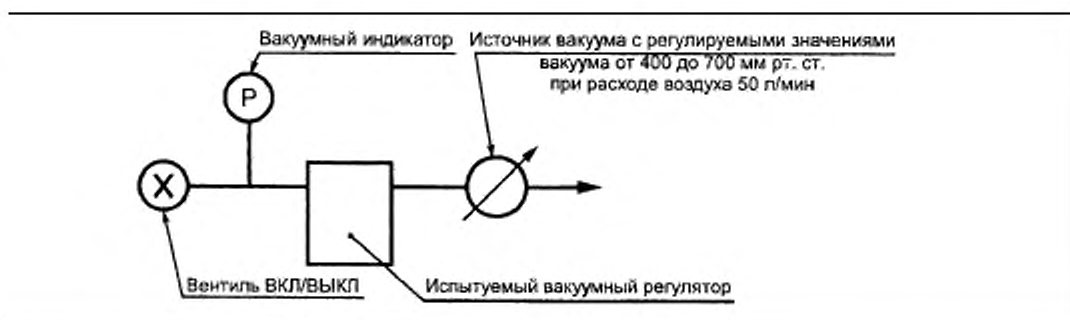 Вакуумный индикатор
Источник вакуума с регулируемыми значениями
вакуума от 400 до 700 мм рт. ст.
при расходе воздуха 50 л/мин
P
X
Вентиль ВКЛ/ВЫКЛ
Испытуемый вакуумный регулятор